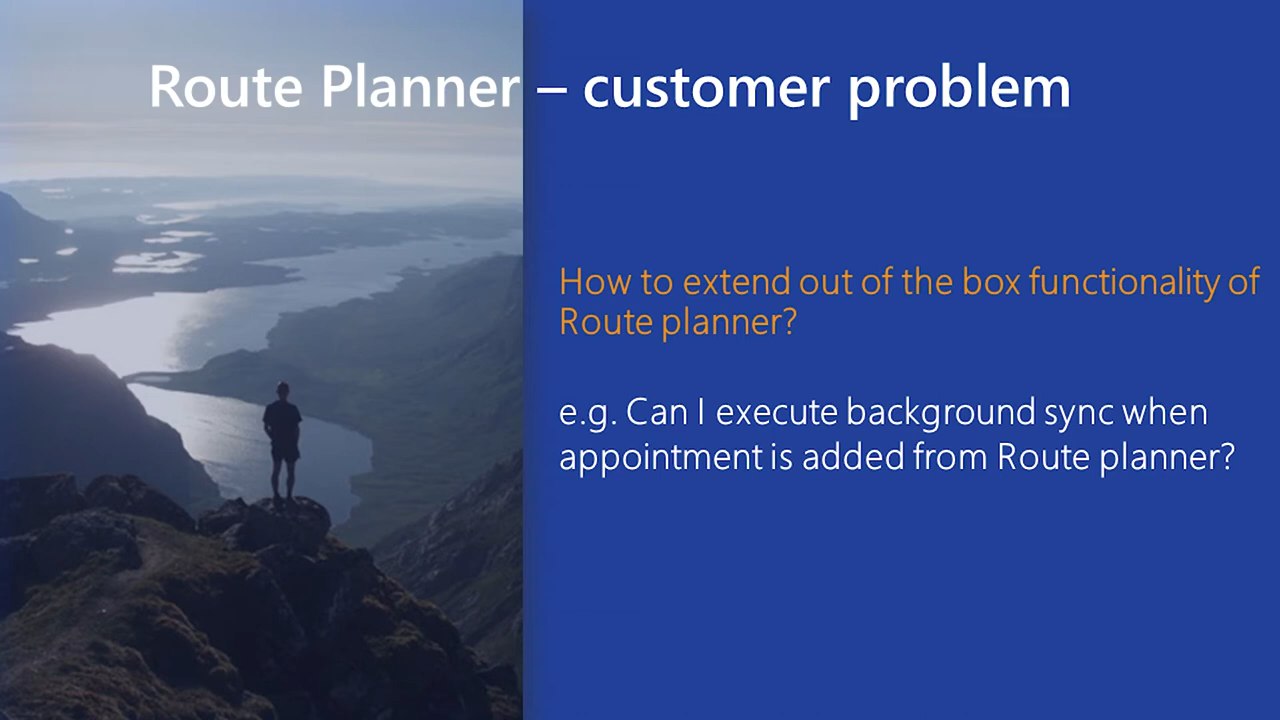 Route Planner – customer problem
How to extend out of the box functionality of
Route planner?
e.g. Can I execute background sync when
appointment is added from Route planner?